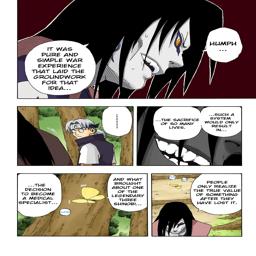 IT WAS
PURE AND
SIMPLE WAR
EXPERIENCE
THAT LAID THE
GROUNDWORK
FOR THAT
IDEA...
HUMPH
...
...THE SACRIFICE
OF SO MANY
LIVES.
...SUCH A
SYSTEM
WOULD ONLY
RESULT
IN...
...THE
DECISION
TO BECOME
A MEDICAL
SPECIALIST...
AND WHAT
BROUGHT
ABOUT ONE
OF THE
LEGENDARY
THREE
SHINOBI...
PEOPLE
ONLY REALIZE
THE TRUE VALUE
OF SOMETHING
AFTER THEY
HAVE LOST IT.